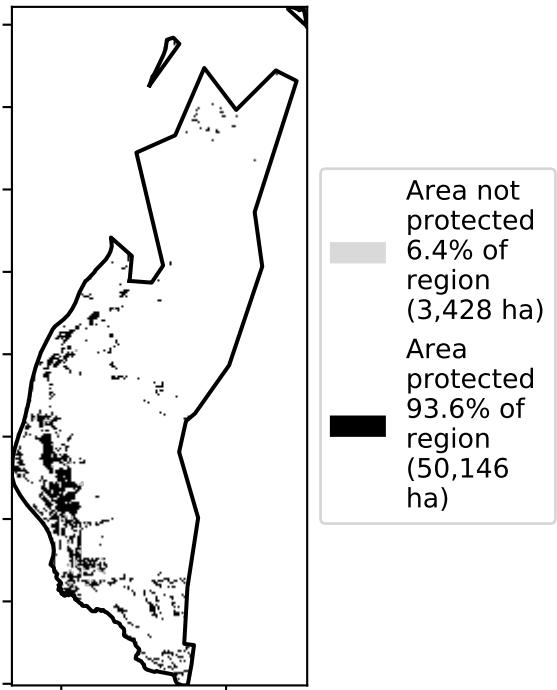 Area not
protected
6.4% of
region
(3,428 ha)
Area
protected
93.6% of
region
(50,146
ha)